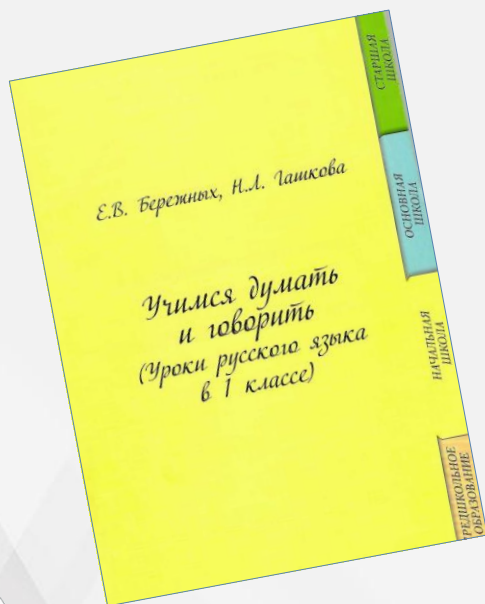 Е.В. Бережных, Н.Л. Гашкова
Учимся думать
и говорить
(Уроки русского языка
в 1 классе)
СТАРШАЯ
ШКОЛА
ОСНОВНАЯ
ШКОЛА
НАЧАЛЬНАЯ
ШКОЛА
РЕДШКОЛЬНОЕ
ОБРАЗОВАНИЕ